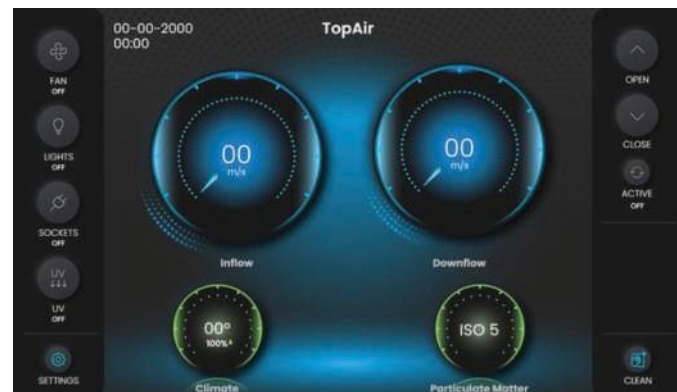 00-00-2000
00:00
TopAir
FAN
OFF
LIGHTS
OFF
SOCKETS
OFF
UV
UV
OFF
SETTINGS
00
m/s
Inflow
00
m/s
Downflow
00°
100%
Climate
ISO 5
Particulate Matter
OPEN
CLOSE
ACTIVE
OFF
CLEAN